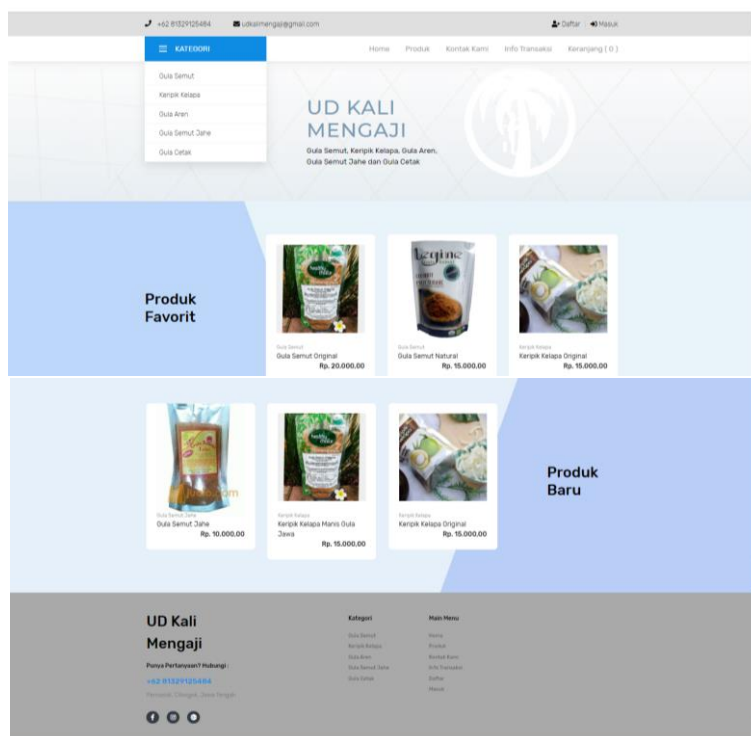 +62 81329125484
udkalimengaji@gmail.com
Daftar
Masuk
KATEGORI
Home Produk Kontak Kami Info Transaksi Keranjang ( 0 )
Gula Semut
Keripik Kelapa
Gula Aren
Gula Semut Jahe
Gula Cetak
UD KALI
MENGAJI
Gula Semut, Keripik Kelapa, Gula Aren,
Gula Semut Jahe dan Gula Cetak
Produk
Favorit
Gula Semut
Gula Semut Original
Rp. 20.000,00
Gula Semut
Gula Semut Natural
Rp. 15.000,00
Keripik Kelapa
Keripik Kelapa Original
Rp. 15.000,00
Gula Semut Jahe
Gula Semut Jahe
Rp. 10.000,00
Keripik Kelapa
Keripik Kelapa Manis Gula
Jawa
Rp. 15.000,00
Keripik Kelapa
Keripik Kelapa Original
Rp. 15.000,00
Produk
Baru
UD Kali
Mengaji
Punya Pertanyaan? Hubungi :
+62 81329125484
Cilongok, Jawa Tengah
Kategori
Gula Semut
Keripik Kelapa
Gula Aren
Gula Semut Jahe
Gula Cetak
Main Menu
Home
Produk
Kontak Kami
Info Transaksi
Daftar
Masuk